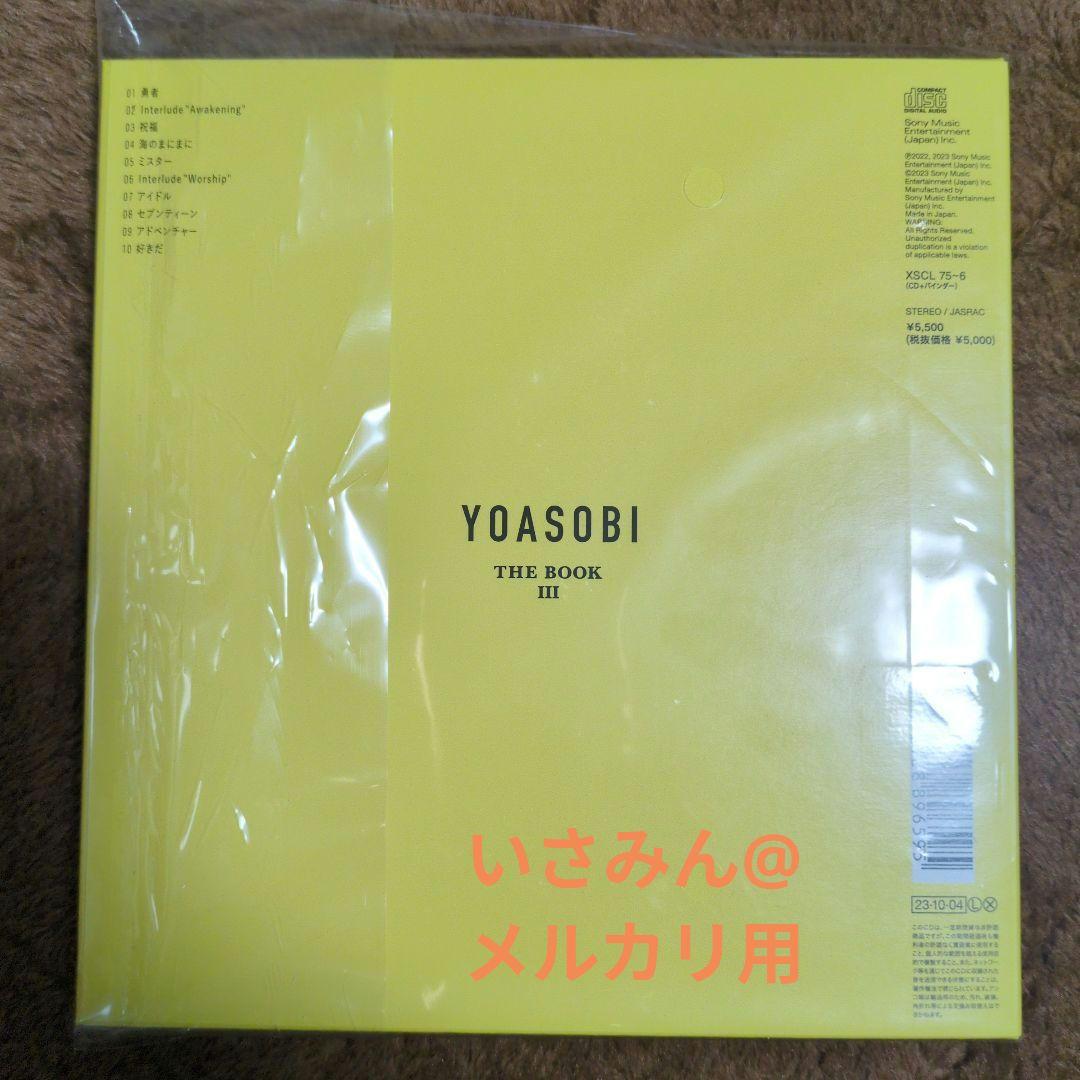 01 勇者
02 Interlude "Awakening"
03 祝福
04 海のまにまに
05 ミスター
06 Interlude "Worship"
07 アイドル
08 セブンティーン
09 アドベンチャー
10 好きだ
COMPACT
disc
DIGITAL AUDIO
Sony Music
Entertainment
(Japan) Inc.
℗2022, 2023 Sony Music
Entertainment (Japan) Inc.
©2023 Sony Music
Entertainment (Japan) Inc.
Manufactured by
Sony Music Entertainment
(Japan) Inc.
Made in Japan.
WARNING:
All Rights Reserved.
Unauthorized
duplication is a violation
of applicable laws.
XSCL 75~6
(CD+バインダー)
STEREO / JASRAC
¥5,500
(税抜価格 ¥5,000)
YOASOBI
THE BOOK
III
いさみん@
メルカリ用
23-10-04 Ⓛ Ⓧ